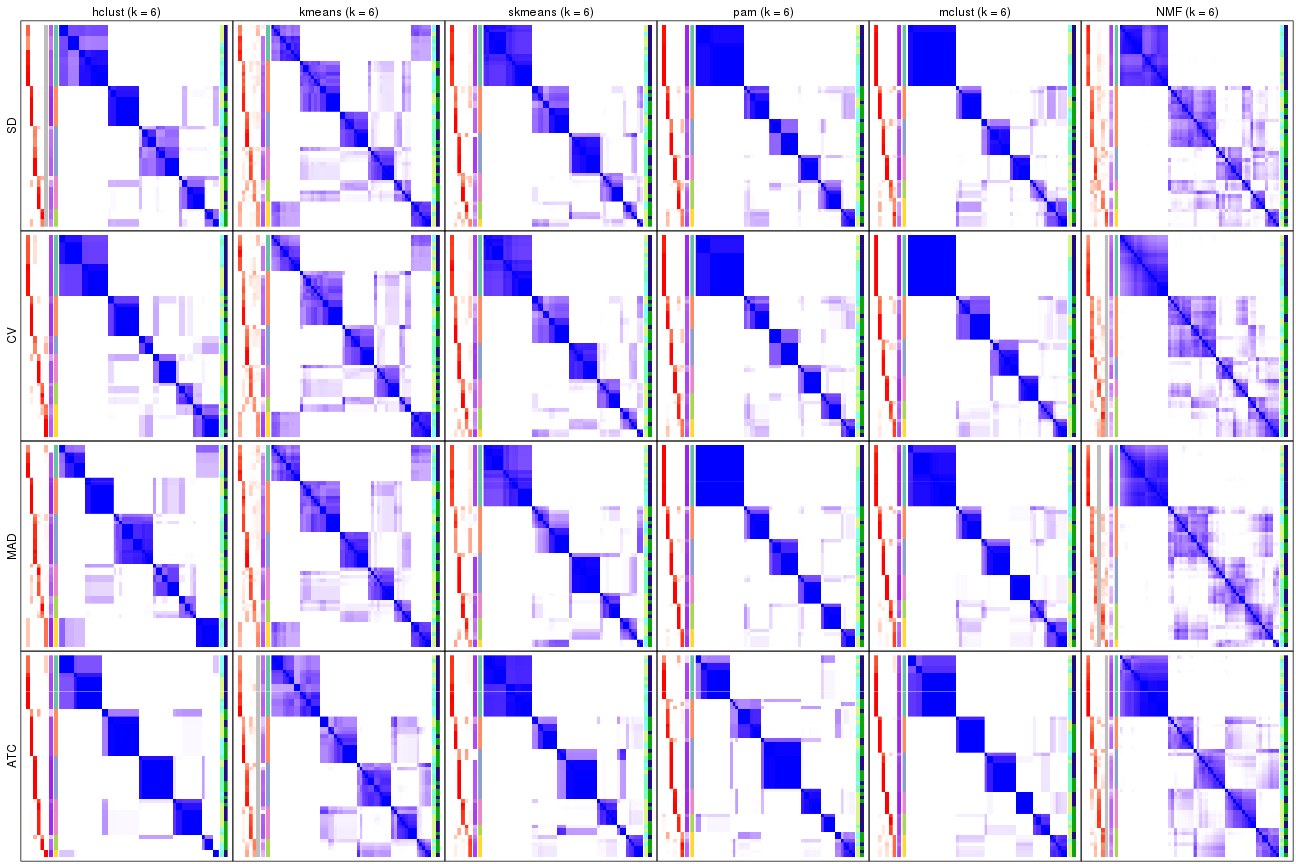 hclust (k = 6) kmeans (k = 6) skmeans (k = 6) pam (k = 6) mclust (k = 6) NMF (k = 6)
SD
CV
MAD
ATC